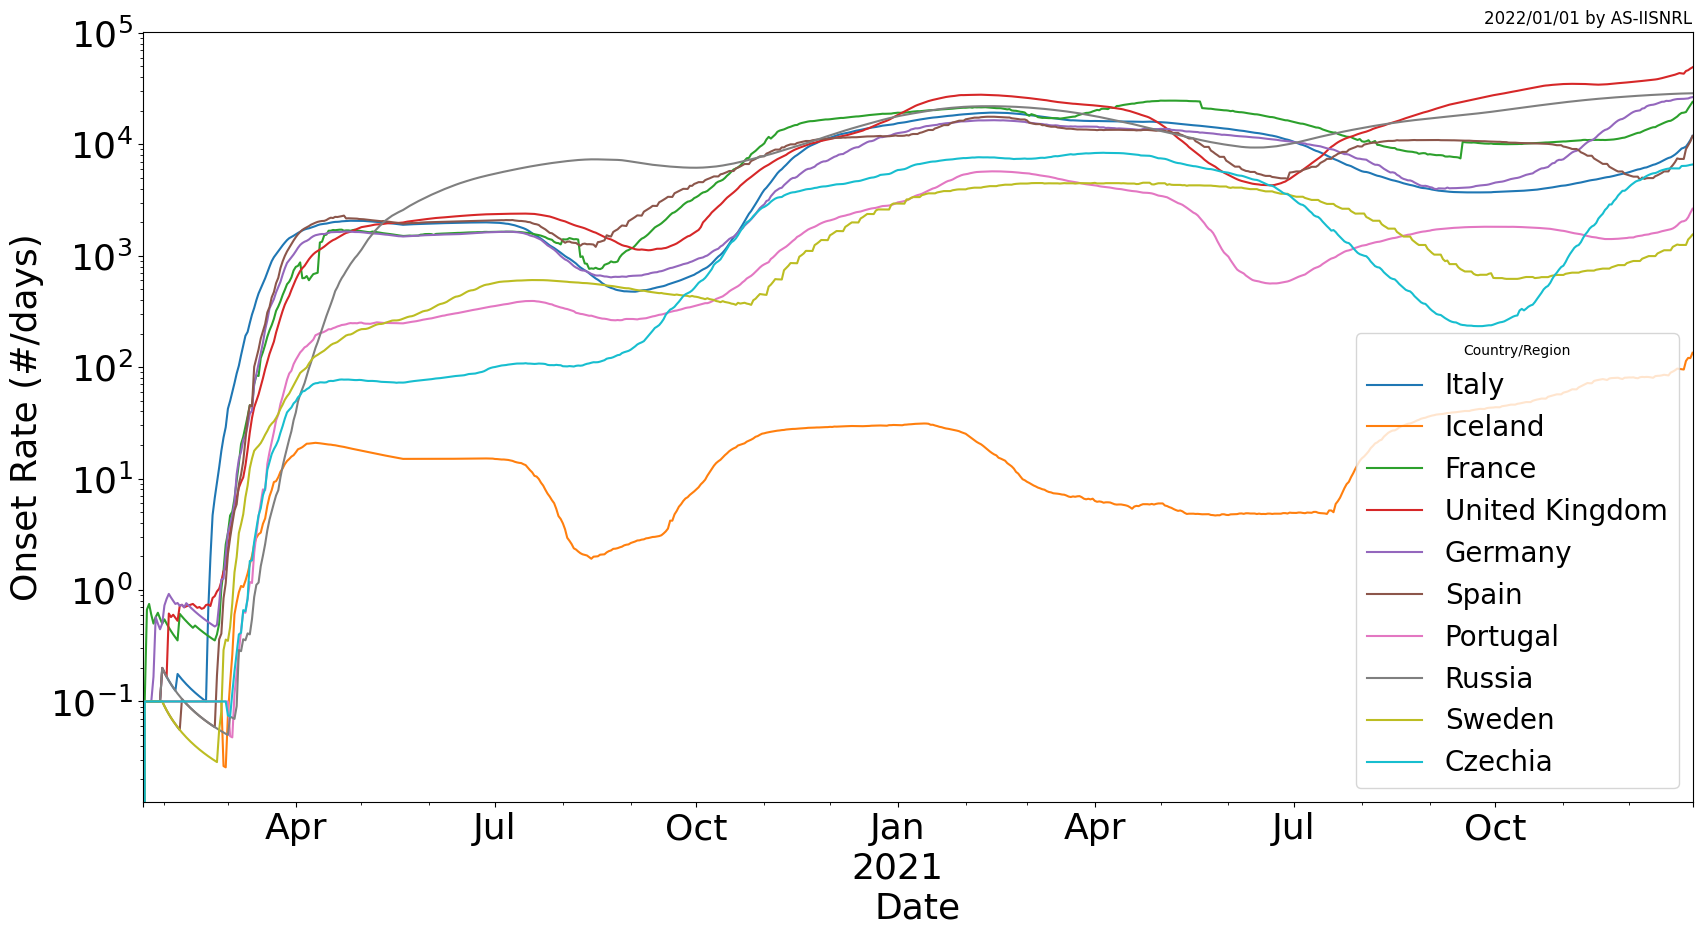 2022/01/01 by AS-IISNRL
10^5
10^4
10^3
10^2
10^1
10^0
10^−1
Onset Rate (#/days)
Country/Region
Italy
Iceland
France
United Kingdom
Germany
Spain
Portugal
Russia
Sweden
Czechia
Apr Jul Oct Jan Apr Jul Oct
2021
Date